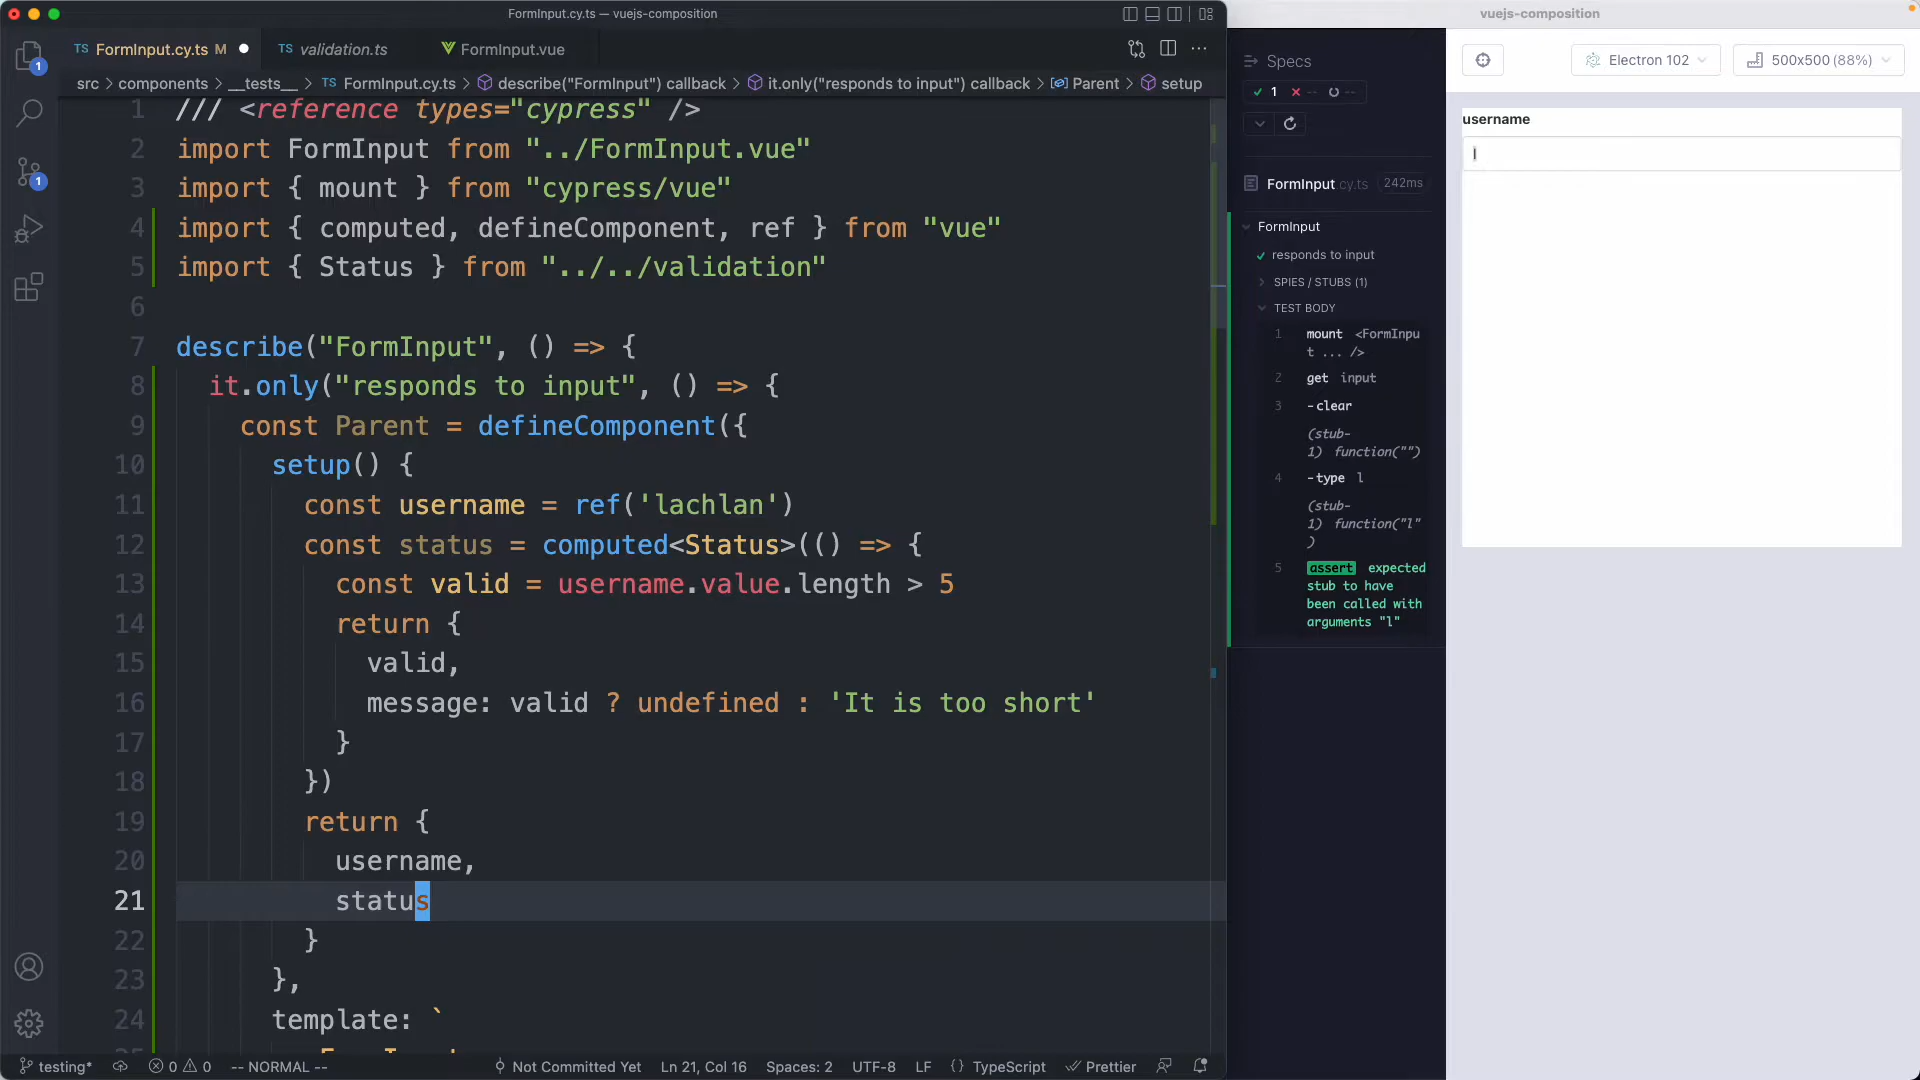 FormInput.cy.ts — vuejs-composition
TS FormInput.cy.ts M
TS validation.ts
FormInput.vue
src > components > __tests__ > TS FormInput.cy.ts > describe("FormInput") callback > it.only("responds to input") callback > Parent > setup
1 /// <reference types="cypress" />
2 import FormInput from "../FormInput.vue"
3 import { mount } from "cypress/vue"
4 import { computed, defineComponent, ref } from "vue"
5 import { Status } from "../../validation"
6
7 describe("FormInput", () => {
8 it.only("responds to input", () => {
9 const Parent = defineComponent({
10 setup() {
11 const username = ref('lachlan')
12 const status = computed<Status>(() => {
13 const valid = username.value.length > 5
14 return {
15 valid,
16 message: valid ? undefined : 'It is too short'
17 }
18 })
19 return {
20 username,
21 status
22 }
23 },
24 template: `
1
1
testing*
0 0
-- NORMAL --
Not Committed Yet
Ln 21, Col 16
Spaces: 2
UTF-8
LF
{} TypeScript
Prettier
vuejs-composition
Specs
1 -- --
FormInput.cy.ts 242ms
FormInput
responds to input
SPIES / STUBS (1)
TEST BODY
1 mount <FormInpu
t ... />
2 get input
3 -clear
(stub-
1) function("")
4 -type l
(stub-
1) function("l"
)
5 assert expected
stub to have
been called with
arguments "l"
Electron 102
500x500 (88%)
username
l